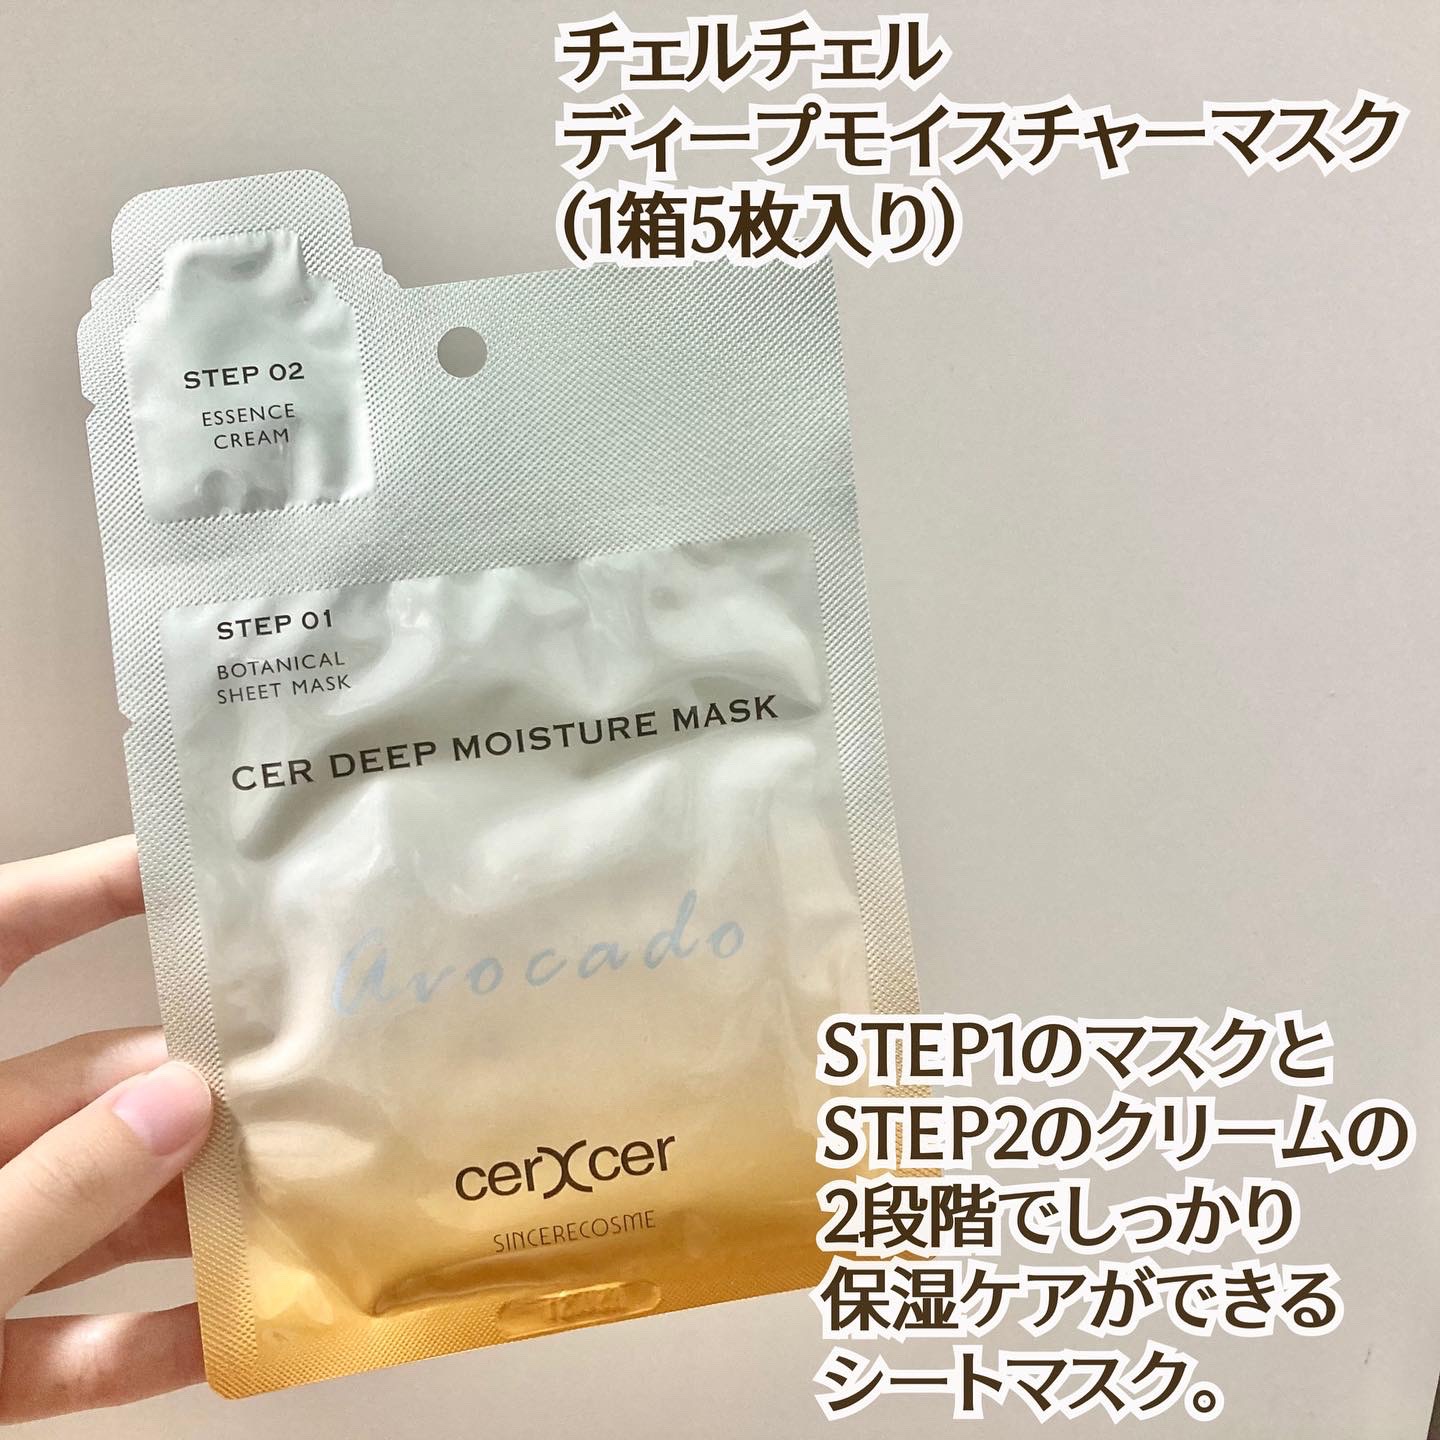 チェルチェル
ディープモイスチャーマスク
(1箱5枚入り)
STEP 02
ESSENCE
CREAM
STEP 01
BOTANICAL
SHEET MASK
CER DEEP MOISTURE MASK
Avocado
cerXcer
SINCERECOSME
STEP1のマスクと
STEP2のクリームの
2段階でしっかり
保湿ケアができる
シートマスク。